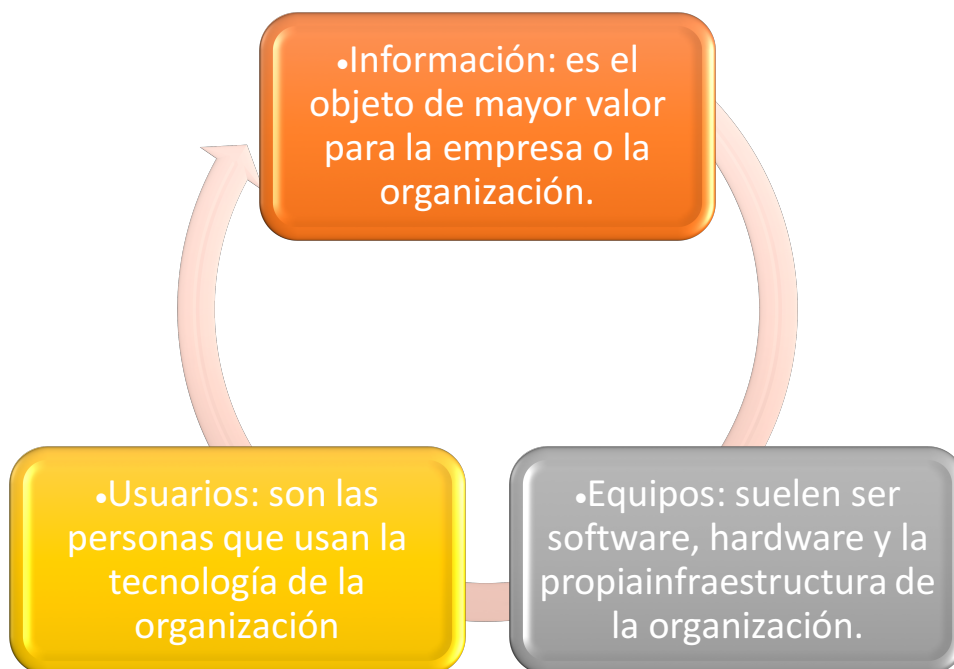 •Información: es el
objeto de mayor valor
para la empresa o la
organización.
•Usuarios: son las
personas que usan la
tecnología de la
organización
•Equipos: suelen ser
software, hardware y la
propiainfraestructura de
la organización.